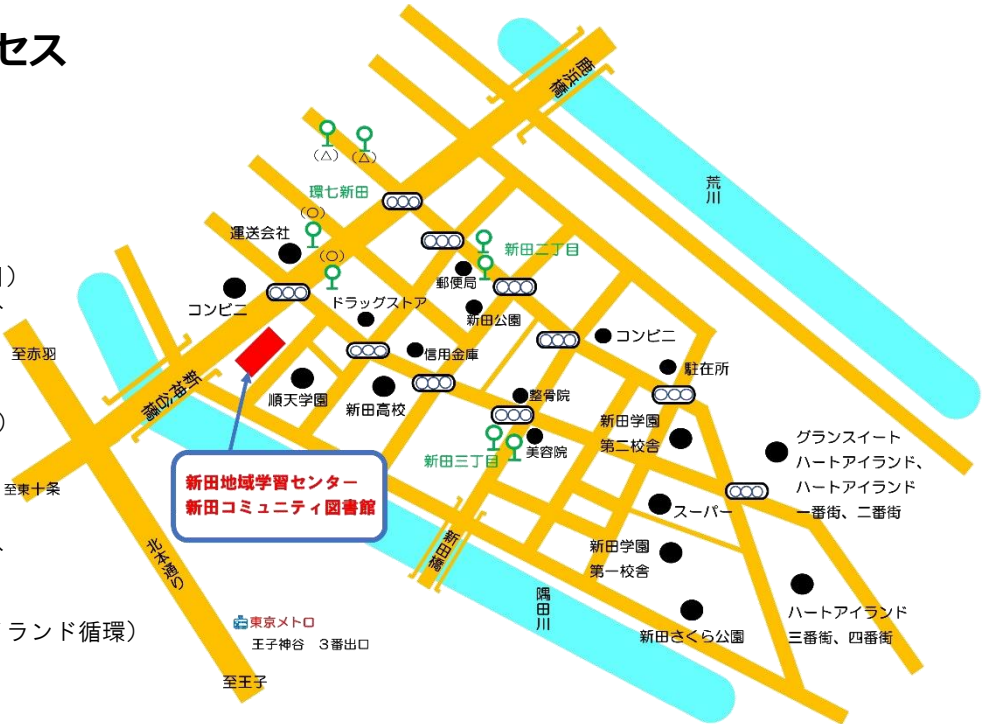 セス
鹿浜橋
荒川
(△)
(△)
環七新田
(○)
運送会社
(○)
新田二丁目
郵便局
コンビニ
ドラッグストア
新田公園
コンビニ
信用金庫
駐在所
至赤羽
新神谷橋
順天学園
新田高校
整骨院
新田学園
第二校舎
グランスイート
ハートアイランド、
ハートアイランド
一番街、二番街
美容院
新田三丁目
新田地域学習センター
新田コミュニティ図書館
至東十条
スーパー
新田橋
新田学園
第一校舎
北本通り
隅田川
ハートアイランド
三番街、四番街
新田さくら公園
東京メトロ
王子神谷 3番出口
ランド循環)
至王子